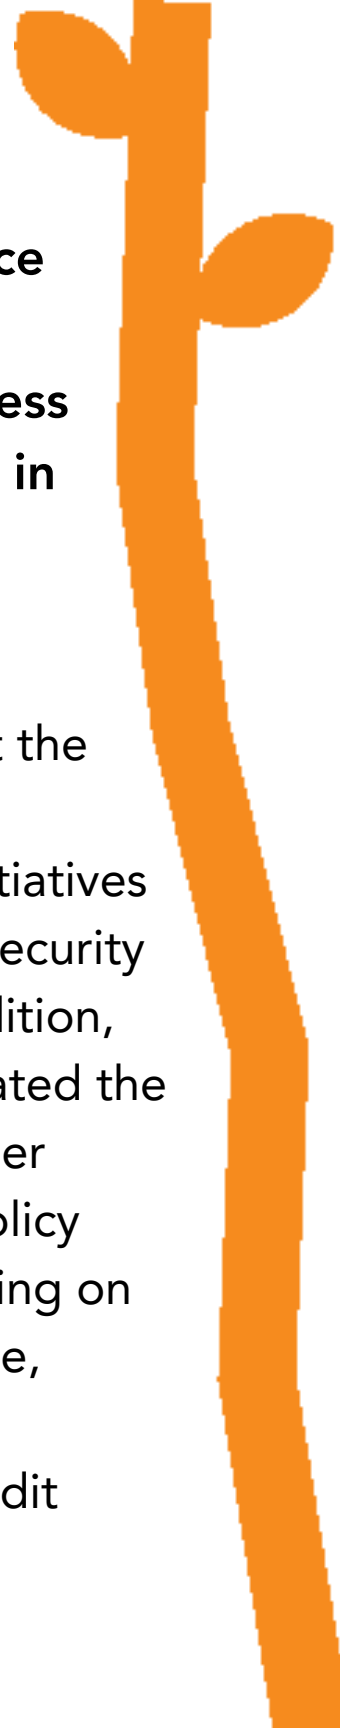 ce
ess
in
t the
tiatives
ecurity
lition,
ated the
er
olicy
ing on
e,
dit